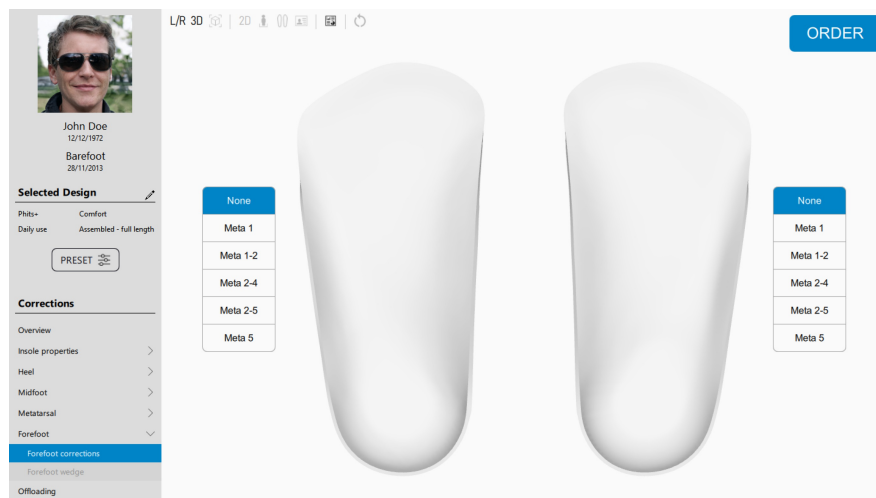 L/R 3D 2D
ORDER
John Doe
12/12/1972
Barefoot
28/11/2013
Selected Design
Phits+ Comfort
Daily use Assembled - full length
PRESET
Corrections
Overview
Insole properties
Heel
Midfoot
Metatarsal
Forefoot
Forefoot corrections
Forefoot wedge
Offloading
None
Meta 1
Meta 1-2
Meta 2-4
Meta 2-5
Meta 5
None
Meta 1
Meta 1-2
Meta 2-4
Meta 2-5
Meta 5